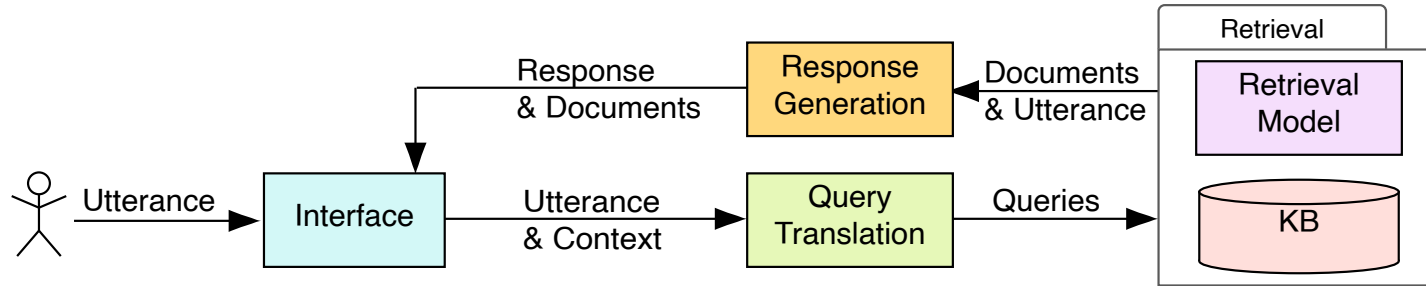 Retrieval
Response
& Documents
Response
Generation
Documents
& Utterance
Retrieval
Model
Utterance
Interface
Utterance
& Context
Query
Translation
Queries
KB